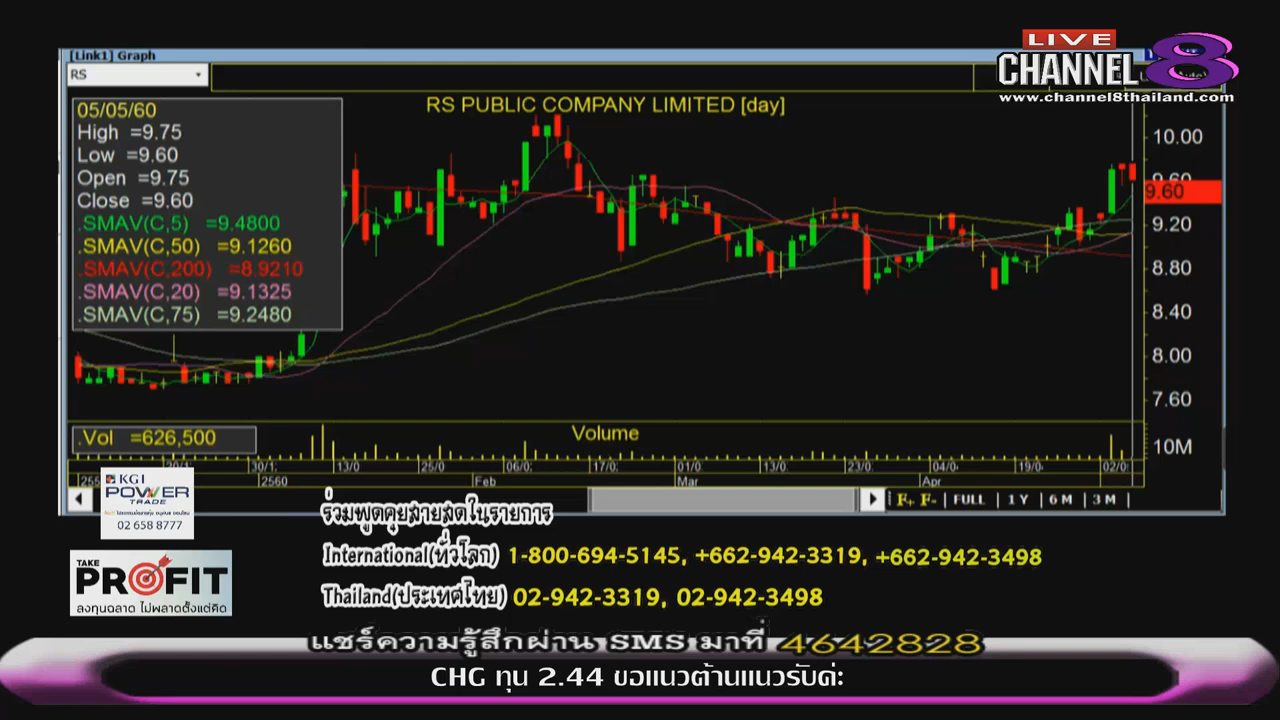 [Link1] Graph
LIVE
CHANNEL 8
www.channel8thailand.com
RS
RS PUBLIC COMPANY LIMITED [day]
05/05/60
High =9.75
Low =9.60
Open =9.75
Close =9.60
.SMAV(C,5) =9.4800
.SMAV(C,50) =9.1260
.SMAV(C,200) =8.9210
.SMAV(C,20) =9.1325
.SMAV(C,75) =9.2480
10.00
9.60
9.60
9.20
8.80
8.40
8.00
7.60
.Vol =626,500
Volume
10M
30/1 13/0 25/0 06/0 17/0 01/0 13/0 23/0 04/0 19/0 02/0
255 2560 Feb Mar Apr
F+ F- FULL 1 Y 6 M 3 M
KGI
POWER
TRADE
02 658 8777
ร่วมพูดคุยสายสดในรายการ
International(ทั่วโลก) 1-800-694-5145, +662-942-3319, +662-942-3498
Thailand(ประเทศไทย) 02-942-3319, 02-942-3498
TAKE
PROFIT
ลงทุนฉลาด ไม่พลาดตั้งแต่คิด
แชร์ความรู้สึกผ่าน SMS มาที่ 4642828
CHG ทุน 2.44 ขอแนวต้านแนวรับค่ะ